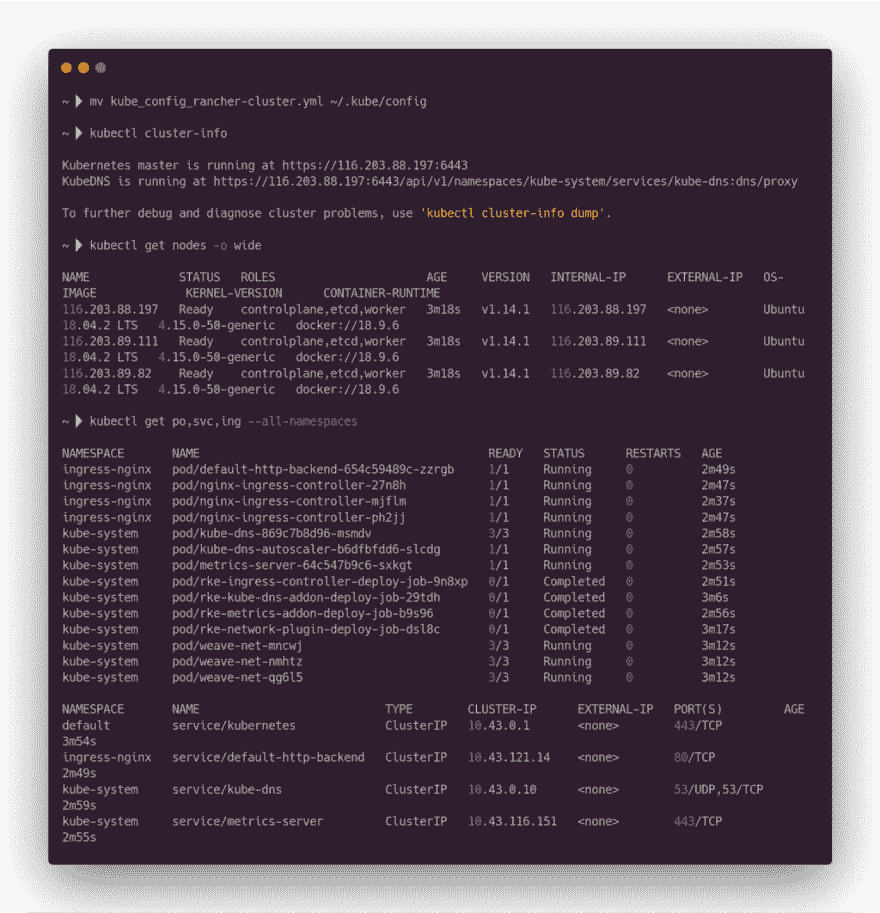 ~ ❯ mv kube_config_rancher-cluster.yml ~/.kube/config
~ ❯ kubectl cluster-info
Kubernetes master is running at https://116.203.88.197:6443
KubeDNS is running at https://116.203.88.197:6443/api/v1/namespaces/kube-system/services/kube-dns:dns/proxy
To further debug and diagnose cluster problems, use 'kubectl cluster-info dump'.
~ ❯ kubectl get nodes -o wide
NAME STATUS ROLES AGE VERSION INTERNAL-IP EXTERNAL-IP OS-
IMAGE KERNEL-VERSION CONTAINER-RUNTIME
116.203.88.197 Ready controlplane,etcd,worker 3m18s v1.14.1 116.203.88.197 <none> Ubuntu
18.04.2 LTS 4.15.0-50-generic docker://18.9.6
116.203.89.111 Ready controlplane,etcd,worker 3m18s v1.14.1 116.203.89.111 <none> Ubuntu
18.04.2 LTS 4.15.0-50-generic docker://18.9.6
116.203.89.82 Ready controlplane,etcd,worker 3m18s v1.14.1 116.203.89.82 <none> Ubuntu
18.04.2 LTS 4.15.0-50-generic docker://18.9.6
~ ❯ kubectl get po,svc,ing --all-namespaces
NAMESPACE NAME READY STATUS RESTARTS AGE
ingress-nginx pod/default-http-backend-654c59489c-zzrgb 1/1 Running 0 2m49s
ingress-nginx pod/nginx-ingress-controller-27n8h 1/1 Running 0 2m47s
ingress-nginx pod/nginx-ingress-controller-mjflm 1/1 Running 0 2m37s
ingress-nginx pod/nginx-ingress-controller-ph2jj 1/1 Running 0 2m47s
kube-system pod/kube-dns-869c7b8d96-msmdv 3/3 Running 0 2m58s
kube-system pod/kube-dns-autoscaler-b6dfbfdd6-slcdg 1/1 Running 0 2m57s
kube-system pod/metrics-server-64c547b9c6-sxkgt 1/1 Running 0 2m53s
kube-system pod/rke-ingress-controller-deploy-job-9n8xp 0/1 Completed 0 2m51s
kube-system pod/rke-kube-dns-addon-deploy-job-29tdh 0/1 Completed 0 3m6s
kube-system pod/rke-metrics-addon-deploy-job-b9s96 0/1 Completed 0 2m56s
kube-system pod/rke-network-plugin-deploy-job-dsl8c 0/1 Completed 0 3m17s
kube-system pod/weave-net-mncwj 3/3 Running 0 3m12s
kube-system pod/weave-net-nmhtz 3/3 Running 0 3m12s
kube-system pod/weave-net-qg6l5 3/3 Running 0 3m12s
NAMESPACE NAME TYPE CLUSTER-IP EXTERNAL-IP PORT(S) AGE
default service/kubernetes ClusterIP 10.43.0.1 <none> 443/TCP
3m54s
ingress-nginx service/default-http-backend ClusterIP 10.43.121.14 <none> 80/TCP
2m49s
kube-system service/kube-dns ClusterIP 10.43.0.10 <none> 53/UDP,53/TCP
2m59s
kube-system service/metrics-server ClusterIP 10.43.116.151 <none> 443/TCP
2m55s